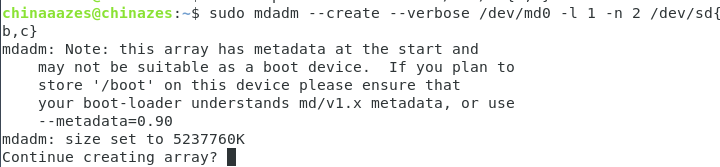 chinaaazes@chinazes:~$ sudo mdadm --create --verbose /dev/md0 -l 1 -n 2 /dev/sd{
b,c}
mdadm: Note: this array has metadata at the start and
    may not be suitable as a boot device.  If you plan to
    store '/boot' on this device please ensure that
    your boot-loader understands md/v1.x metadata, or use
    --metadata=0.90
mdadm: size set to 5237760K
Continue creating array?